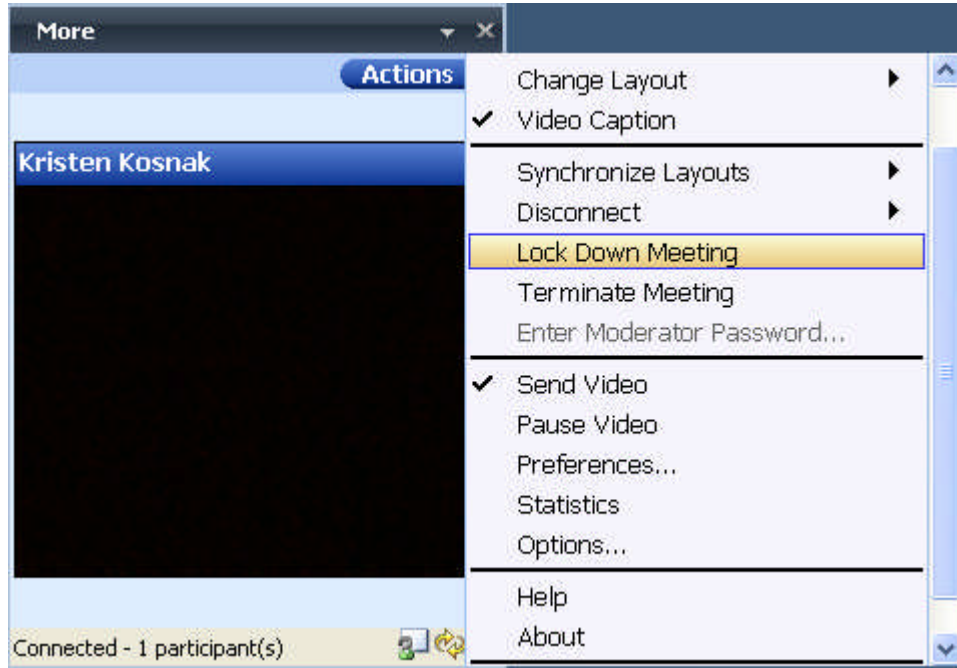 More
Actions
Kristen Kosnak
Connected - 1 participant(s)
Change Layout
Video Caption
Synchronize Layouts
Disconnect
Lock Down Meeting
Terminate Meeting
Enter Moderator Password...
Send Video
Pause Video
Preferences...
Statistics
Options...
Help
About